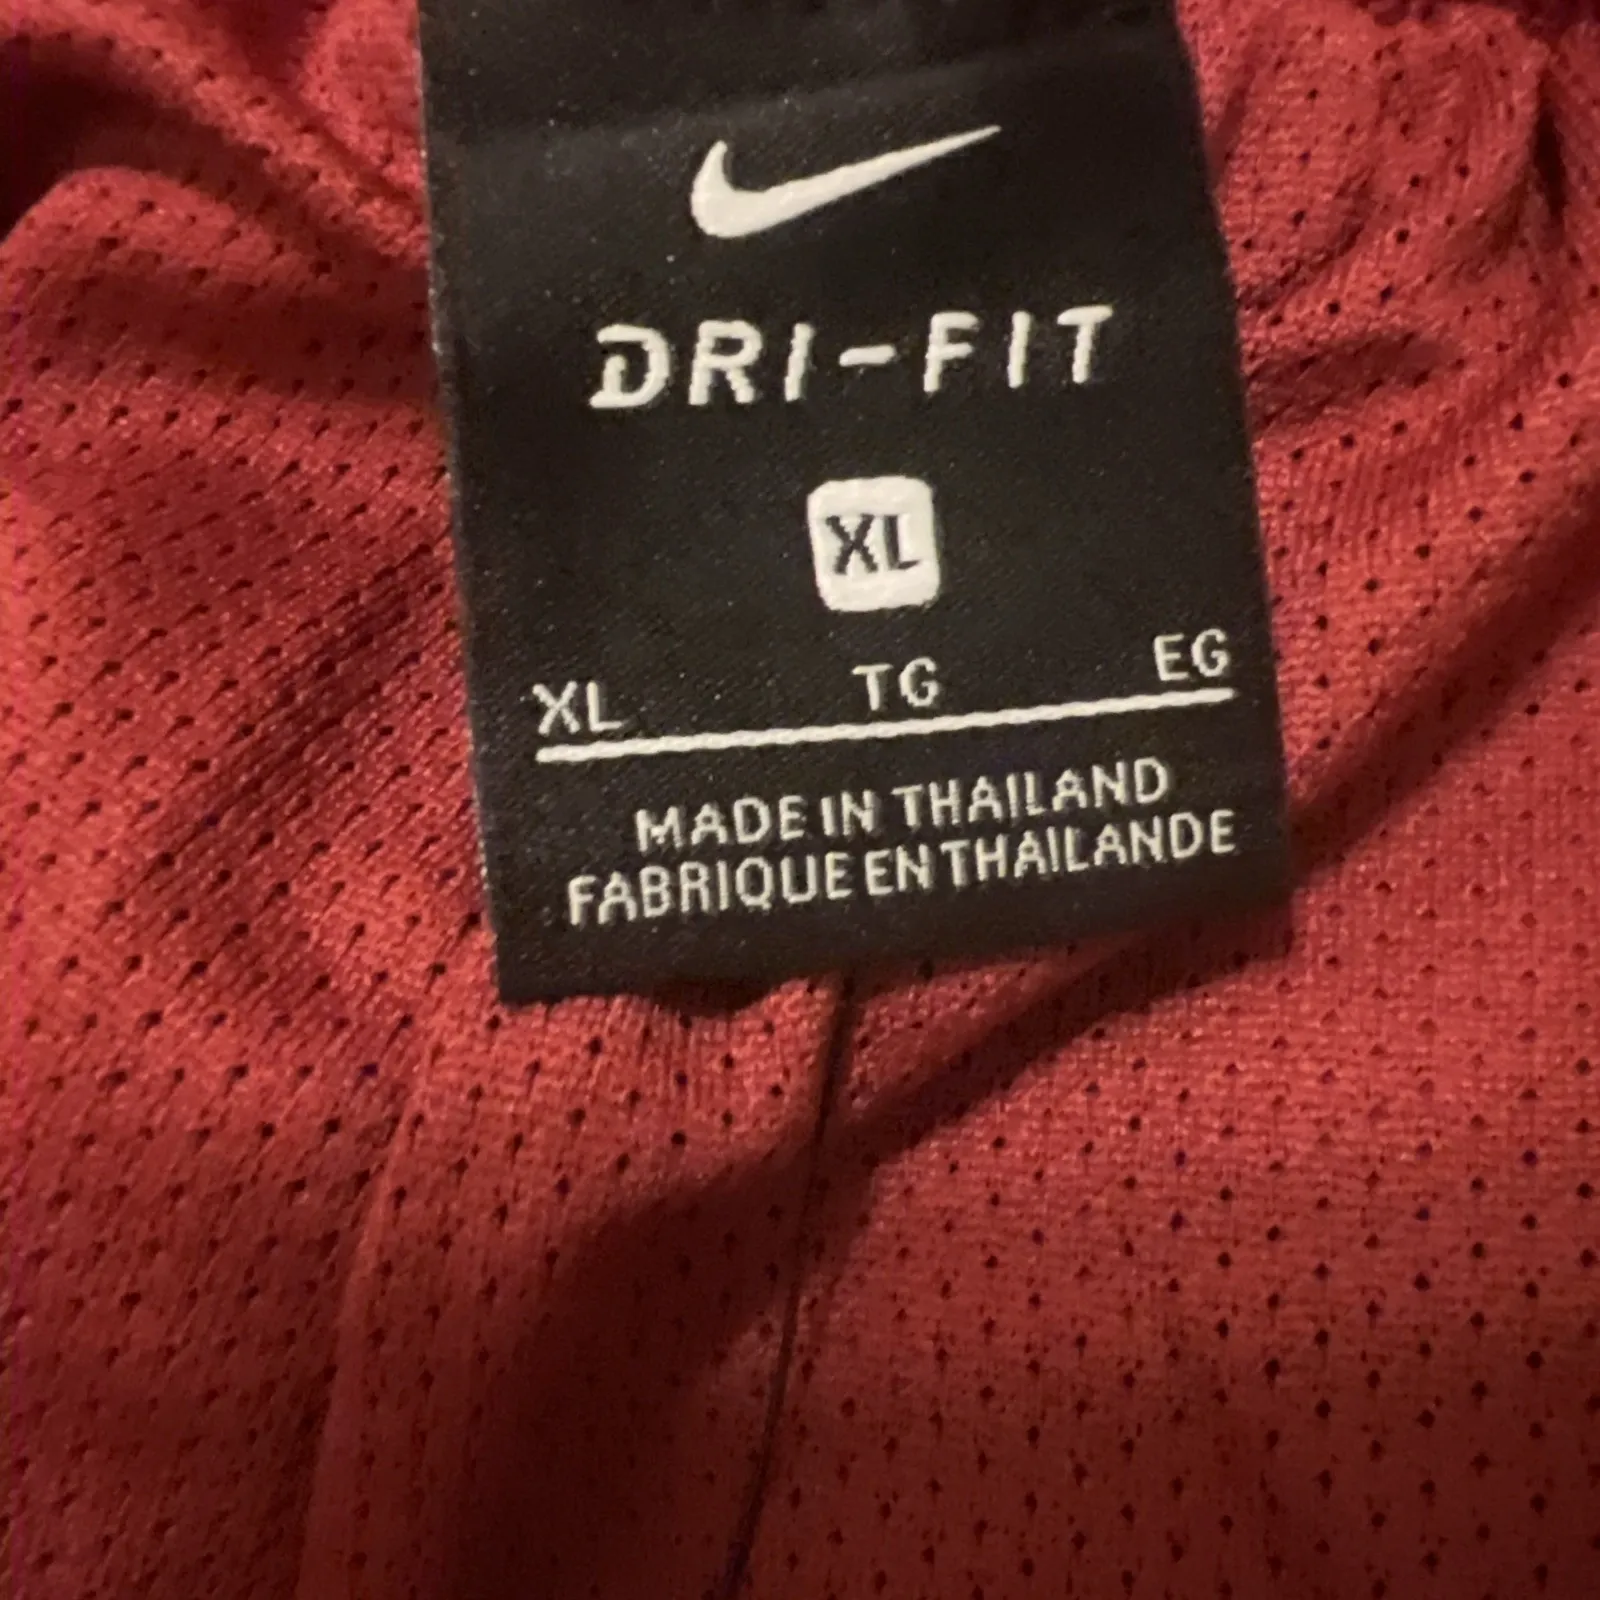 DRI-FIT
XL
XL TG EG
MADE IN THAILAND
FABRIQUE EN THAILANDE